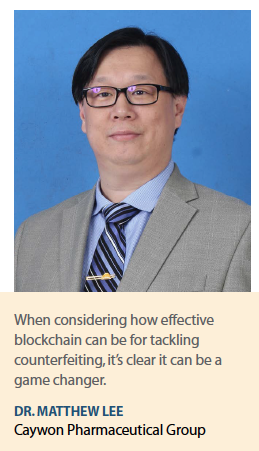 When considering how effective
blockchain can be for tackling
counterfeiting, it's clear it can be a
game changer.
DR. MATTHEW LEE
Caywon Pharmaceutical Group